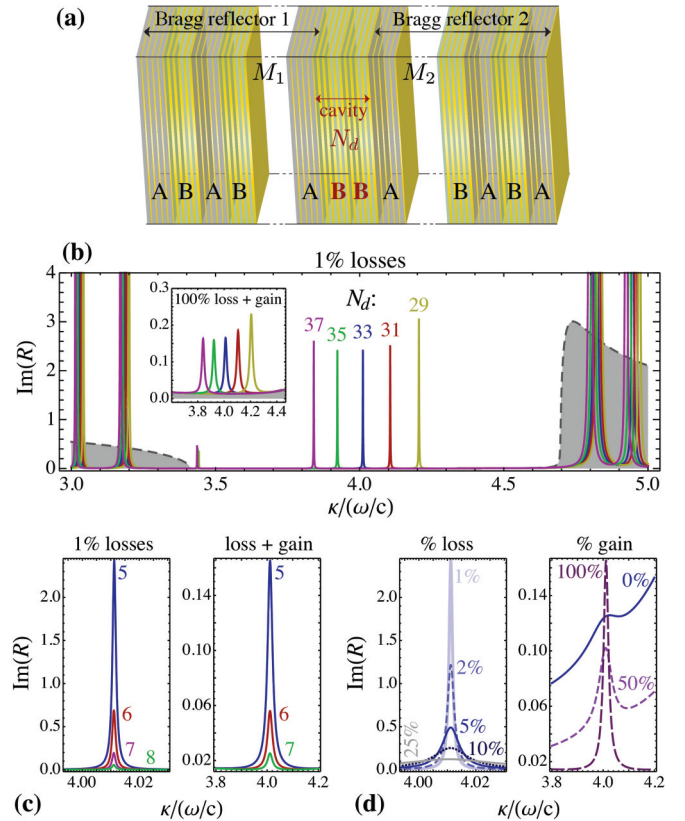 (a)
Bragg reflector 1
Bragg reflector 2
M₁
M₂
cavity
N_d
A B A B
A B B A
B A B A
(b)
1% losses
Im(R)
4
3
2
1
0
100% loss + gain
0.3
0.2
0.1
0.0
3.8 4.0 4.2 4.4
N_d:
37 35 33 31 29
3.0 3.5 4.0 4.5 5.0
κ/(ω/c)
1% losses
loss + gain
% loss
% gain
Im(R)
2.0
1.5
1.0
0.5
0.0
5
6
7
8
4.00 4.02
0.14
0.10
0.06
0.02
5
6
7
3.8 4.0 4.2
κ/(ω/c)
(c)
Im(R)
2.0
1.5
1.0
0.5
0.0
1%
2%
5%
10%
25%
4.00 4.02
0.14
0.10
0.06
0.02
100%
0%
50%
3.8 4.0 4.2
κ/(ω/c)
(d)